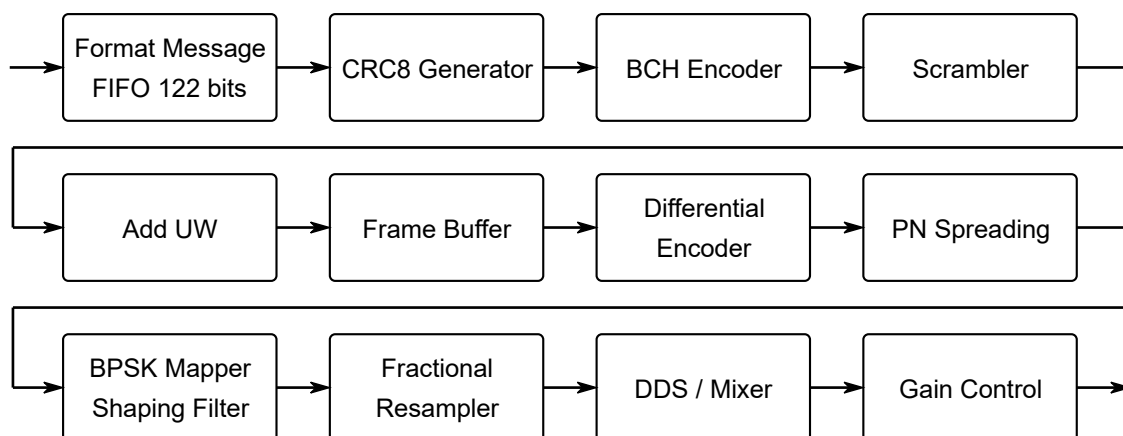 Format Message
FIFO 122 bits
CRC8 Generator
BCH Encoder
Scrambler
Add UW
Frame Buffer
Differential
Encoder
PN Spreading
BPSK Mapper
Shaping Filter
Fractional
Resampler
DDS / Mixer
Gain Control